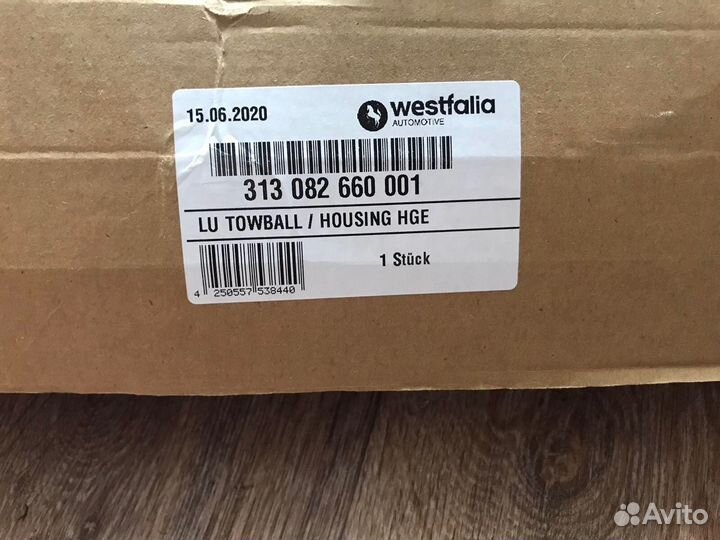 15.06.2020
westfalia
AUTOMOTIVE
313 082 660 001
LU TOWBALL / HOUSING HGE
1 Stück
4 250557 538440
Avito